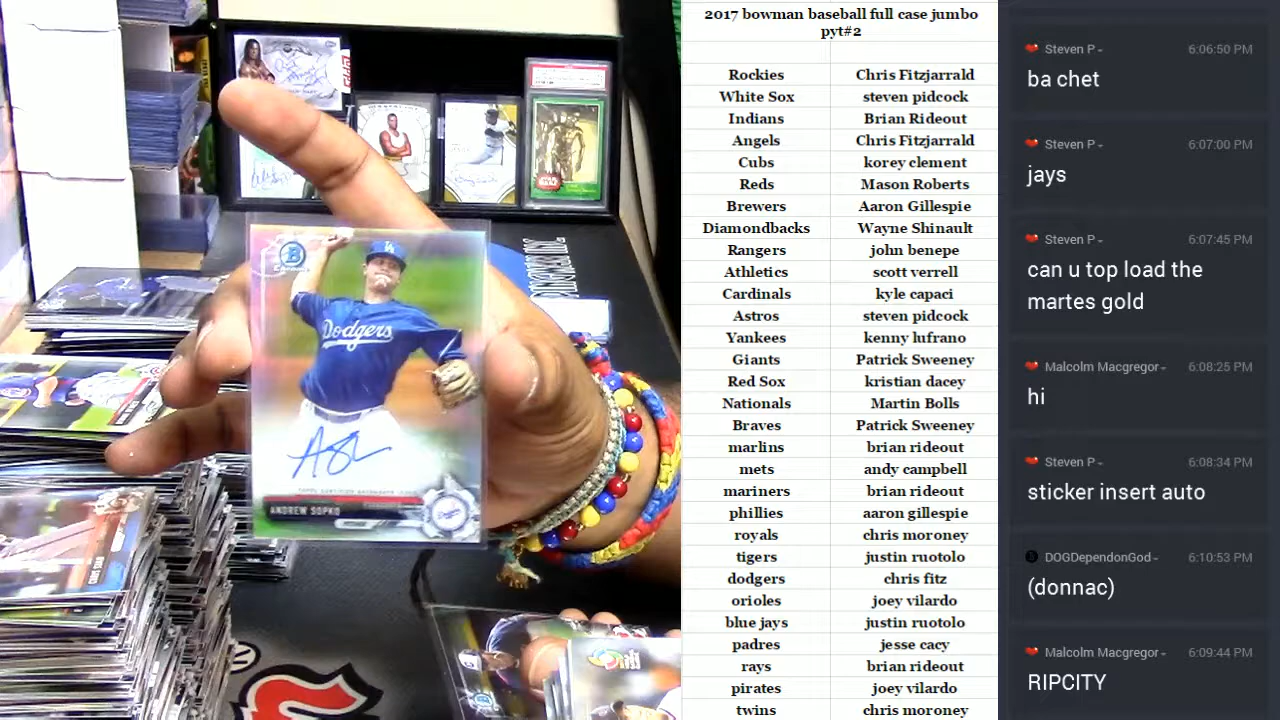 2017 bowman baseball full case jumbo
pyt#2
Rockies Chris Fitzjarrald
White Sox steven pidcock
Indians Brian Rideout
Angels Chris Fitzjarrald
Cubs korey clement
Reds Mason Roberts
Brewers Aaron Gillespie
Diamondbacks Wayne Shinault
Rangers john benepe
Athletics scott verrell
Cardinals kyle capaci
Astros steven pidcock
Yankees kenny lufrano
Giants Patrick Sweeney
Red Sox kristian dacey
Nationals Martin Bolls
Braves Patrick Sweeney
marlins brian rideout
mets andy campbell
mariners brian rideout
phillies aaron gillespie
royals chris moroney
tigers justin ruotolo
dodgers chris fitz
orioles joey vilardo
blue jays justin ruotolo
padres jesse cacy
rays brian rideout
pirates joey vilardo
twins chris moroney
Steven P 6:06:50 PM
ba chet
Steven P 6:07:00 PM
jays
Steven P 6:07:45 PM
can u top load the
martes gold
Malcolm Macgregor 6:08:25 PM
hi
Steven P 6:08:34 PM
sticker insert auto
DOGDependonGod 6:10:53 PM
(donnac)
Malcolm Macgregor 6:09:44 PM
RIPCITY
B
LA
Dodgers
ANDREW SOPKO
STAR WARS